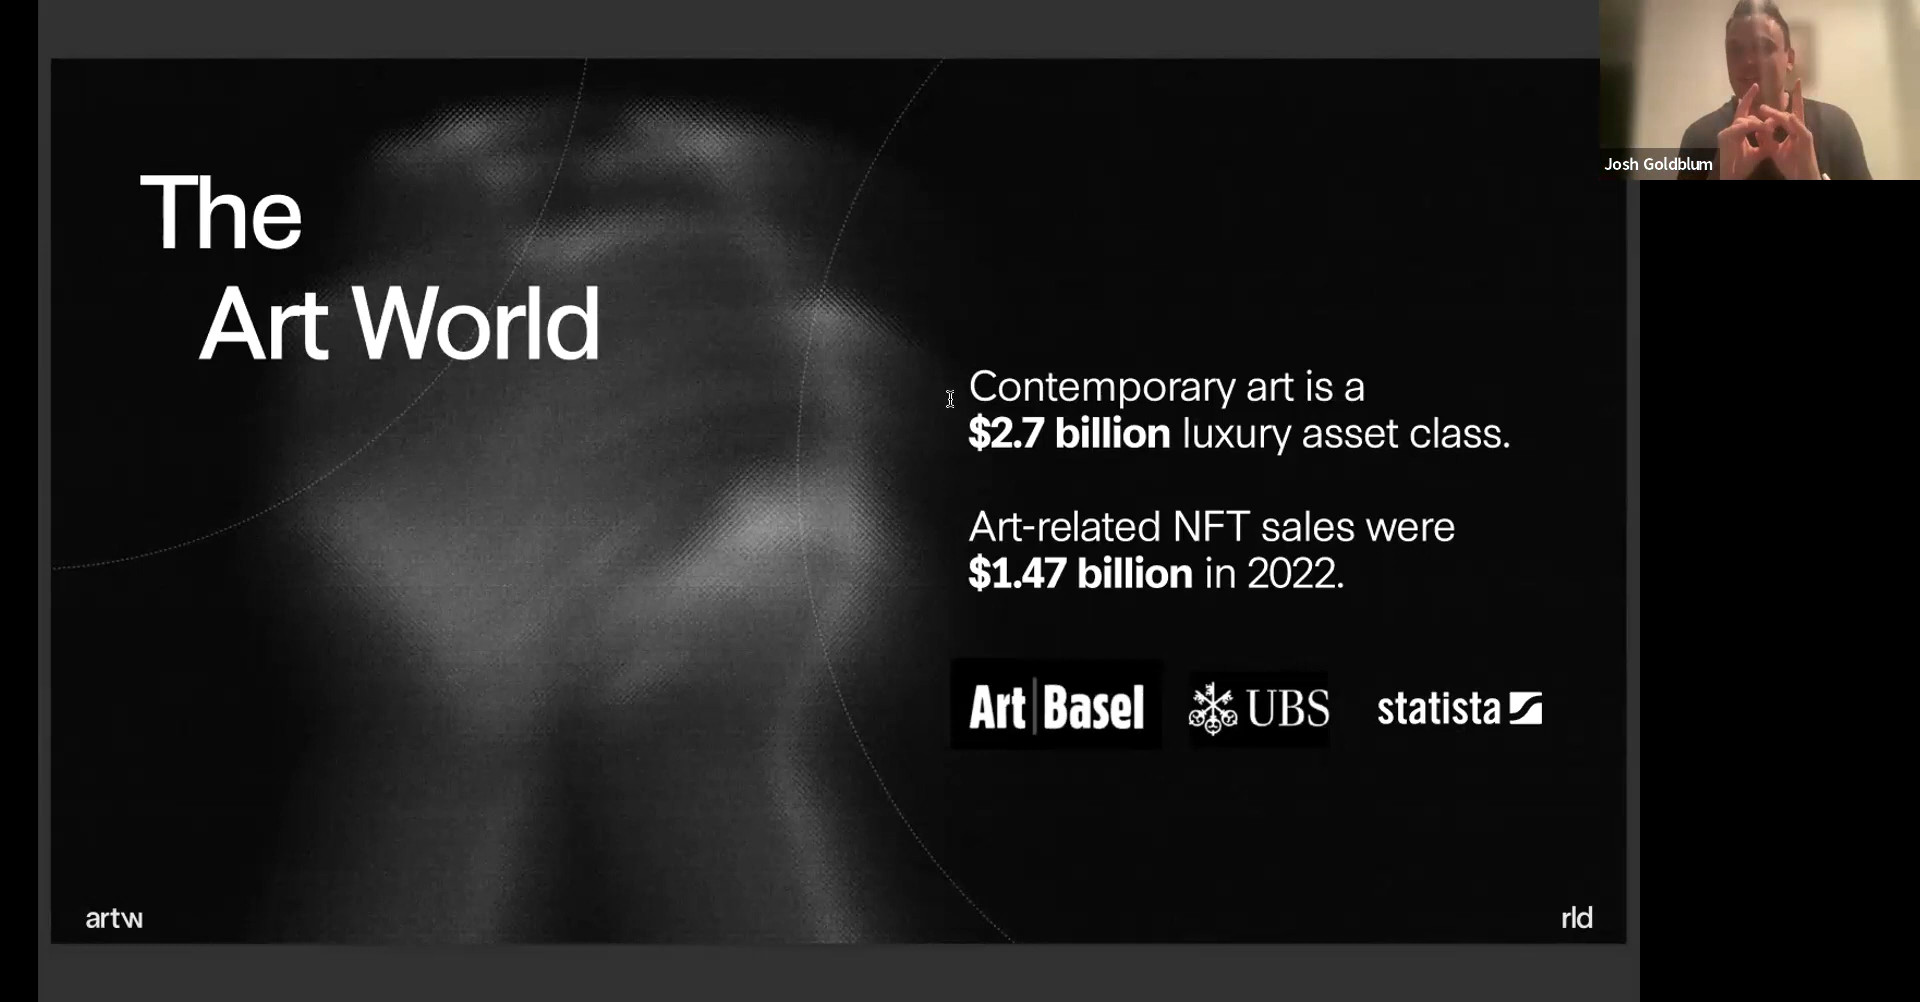 The
Art World
Josh Goldblum
Contemporary art is a
$2.7 billion luxury asset class.
Art-related NFT sales were
$1.47 billion in 2022.
Art Basel
UBS
statista
artw
rld